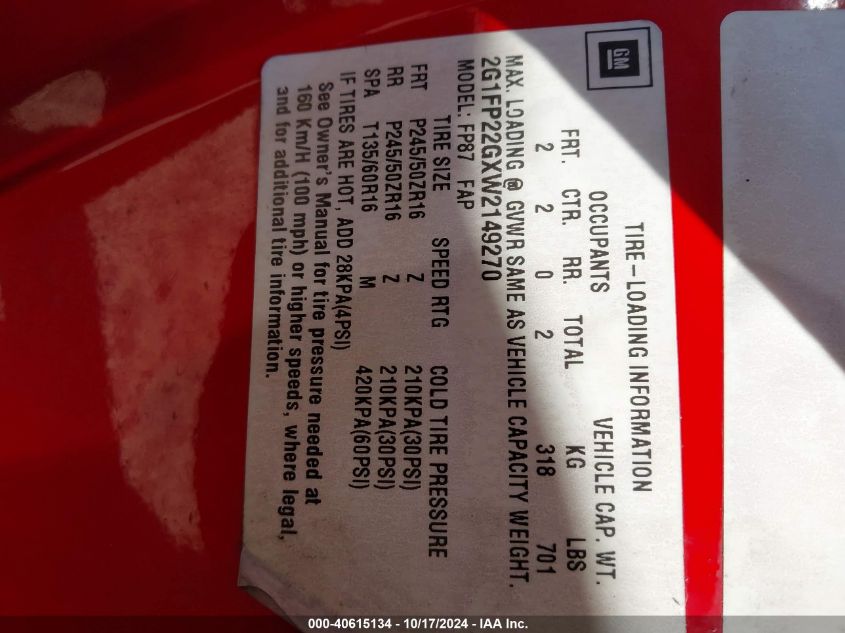 GM
TIRE-LOADING INFORMATION
OCCUPANTS VEHICLE CAP. WT.
FRT. CTR. RR. TOTAL KG LBS
2 2 0 2 318 701
MAX. LOADING @ GVWR SAME AS VEHICLE CAPACITY WEIGHT.
2G1FP22GXW2149270
MODEL: FP87 FAP
TIRE SIZE SPEED RTG COLD TIRE PRESSURE
FRT P245/50ZR16 Z 210KPA(30PSI)
RR P245/50ZR16 Z 210KPA(30PSI)
SPA T135/60R16 M 420KPA(60PSI)
IF TIRES ARE HOT, ADD 28KPA(4PSI)
See Owner's Manual for tire pressure needed at
160 Km/H (100 mph) or higher speeds, where legal,
and for additional tire information.
000-40615134 - 10/17/2024 - IAA Inc.